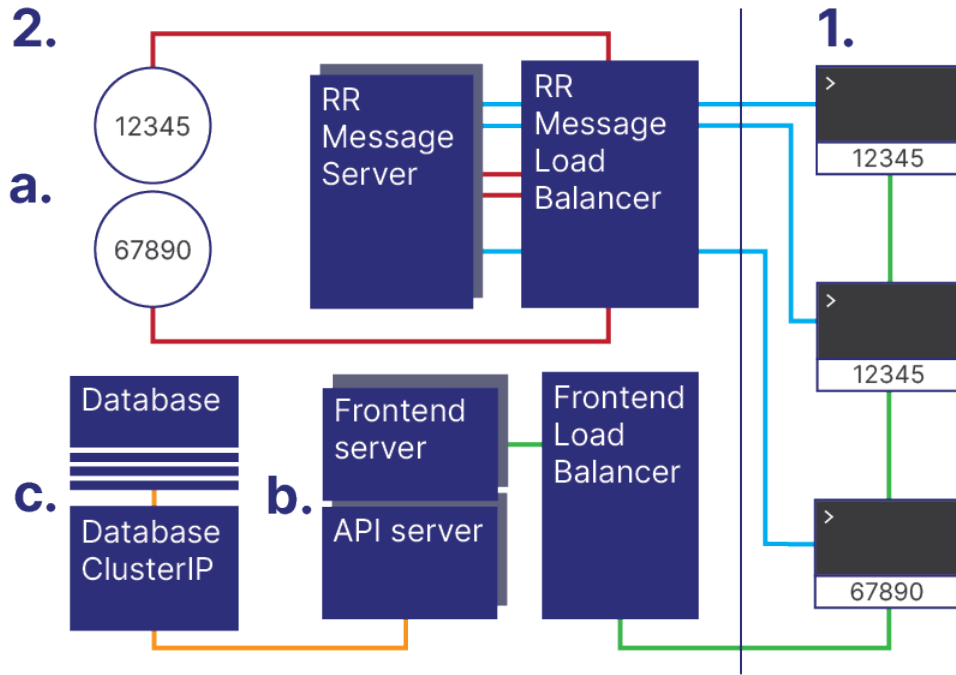 2.
1.
12345
a.
67890
RR
Message
Server
RR
Message
Load
Balancer
>
12345
>
12345
>
67890
Database
c.
Database
ClusterIP
b.
Frontend
server
API server
Frontend
Load
Balancer